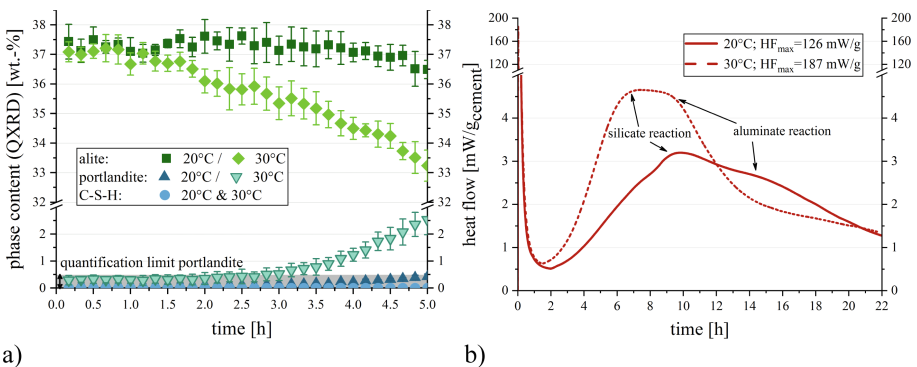 38
37
36
35
34
33
32
2
1
0
phase content (QXRD) [wt.-%]
alite: 20°C / 30°C
portlandite: 20°C / 30°C
C-S-H: 20°C & 30°C
quantification limit portlandite
38
37
36
35
34
33
32
2
1
0
0.0 0.5 1.0 1.5 2.0 2.5 3.0 3.5 4.0 4.5 5.0
time [h]
a)
200
160
120
4
3
2
1
0
heat flow [mW/gcement]
20°C; HFmax=126 mW/g
30°C; HFmax=187 mW/g
silicate reaction
aluminate reaction
200
160
120
4
3
2
1
0
0 2 4 6 8 10 12 14 16 18 20 22
time [h]
b)